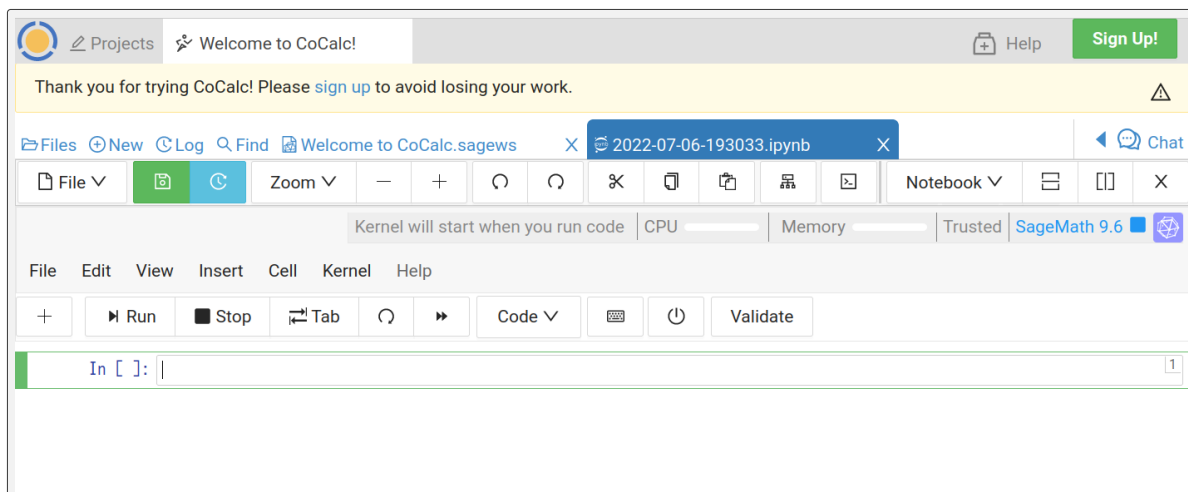 Projects Welcome to CoCalc! Help Sign Up!
Thank you for trying CoCalc! Please sign up to avoid losing your work.
Files New Log Find Welcome to CoCalc.sagews X 2022-07-06-193033.ipynb X Chat
File Zoom Notebook
Kernel will start when you run code CPU Memory Trusted SageMath 9.6
File Edit View Insert Cell Kernel Help
Run Stop Tab Code Validate
In [ ]: 1